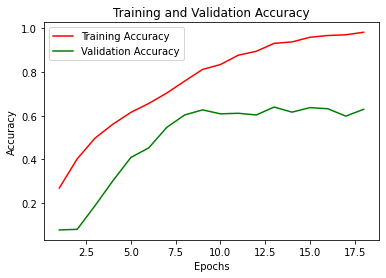 Training and Validation Accuracy
Training Accuracy
Validation Accuracy
Accuracy
1.0
0.8
0.6
0.4
0.2
2.5 5.0 7.5 10.0 12.5 15.0 17.5
Epochs